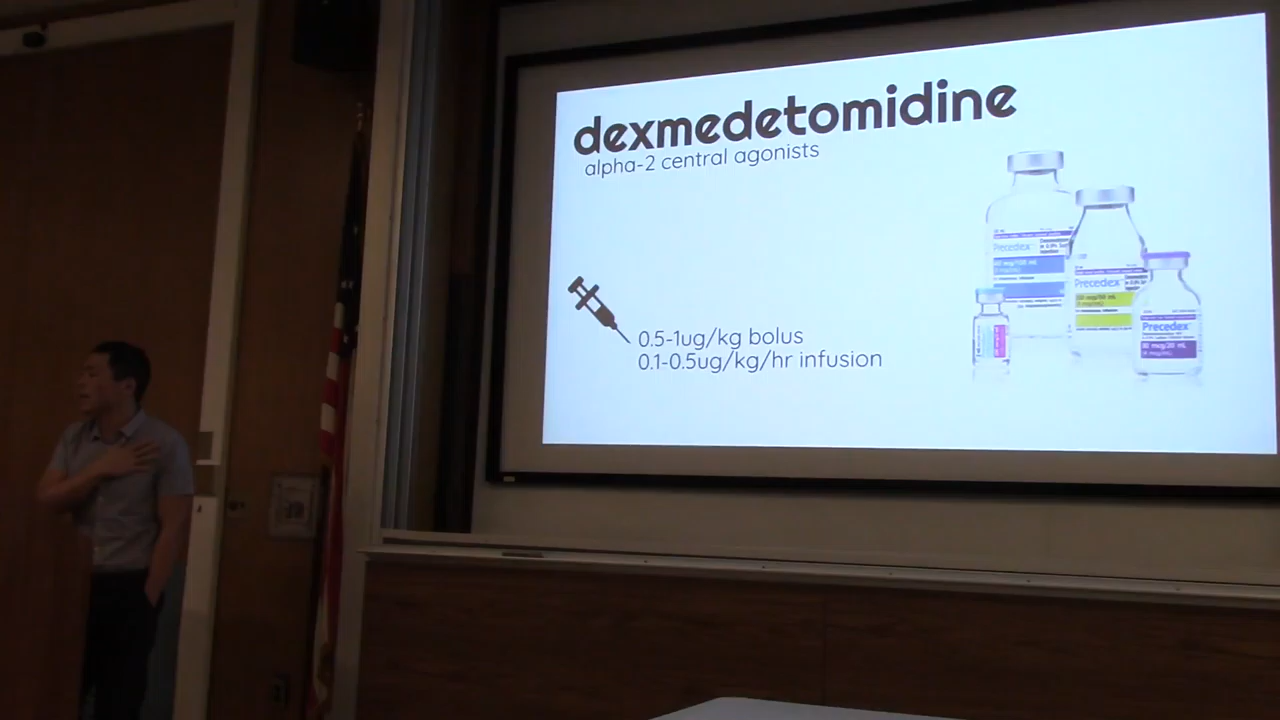 dexmedetomidine
alpha-2 central agonists
0.5-1ug/kg bolus
0.1-0.5ug/kg/hr infusion
Precedex
Precedex
Precedex